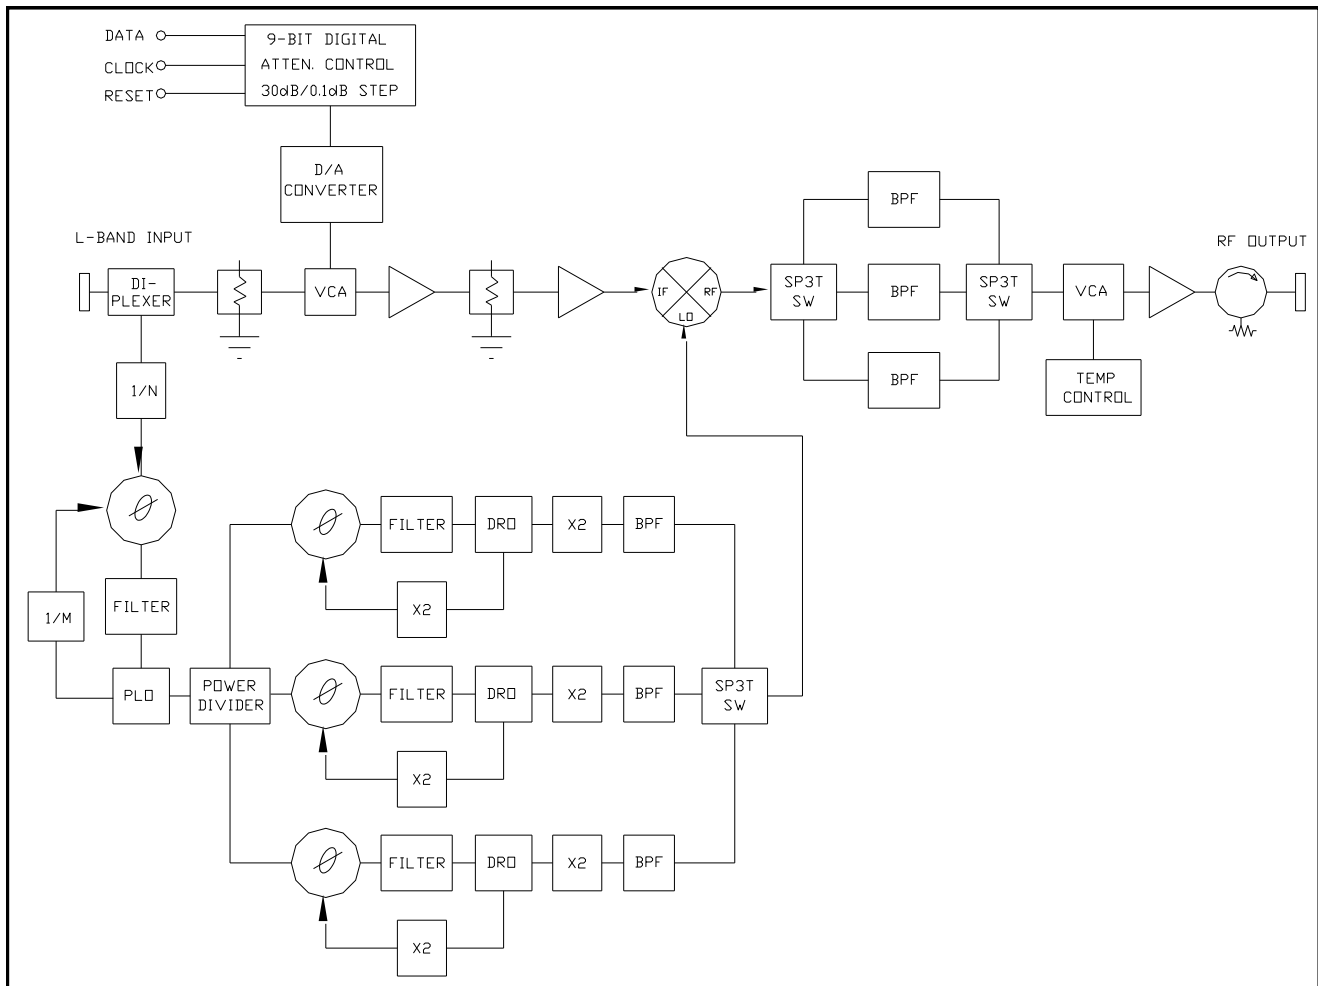 DATA
CLOCK
RESET
9-BIT DIGITAL
ATTEN. CONTROL
30dB/0.1dB STEP
D/A
CONVERTER
L-BAND INPUT
DI-
PLEXER
VCA
IF
RF
LO
SP3T
SW
BPF
BPF
BPF
SP3T
SW
VCA
TEMP
CONTROL
RF OUTPUT
1/N
Ø
FILTER
1/M
PLO
POWER
DIVIDER
Ø
FILTER
DRO
X2
BPF
X2
Ø
FILTER
DRO
X2
BPF
X2
SP3T
SW
Ø
FILTER
DRO
X2
BPF
X2